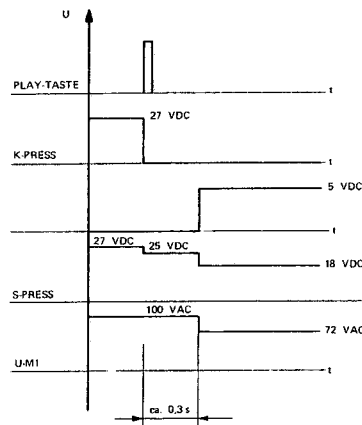 U
PLAY-TASTE
t
27 VDC
K-PRESS
t
5 VDC
t
27 VDC
25 VDC
18 VDC
S-PRESS
100 VAC
72 VAC
U-M1
t
ca. 0,3 s